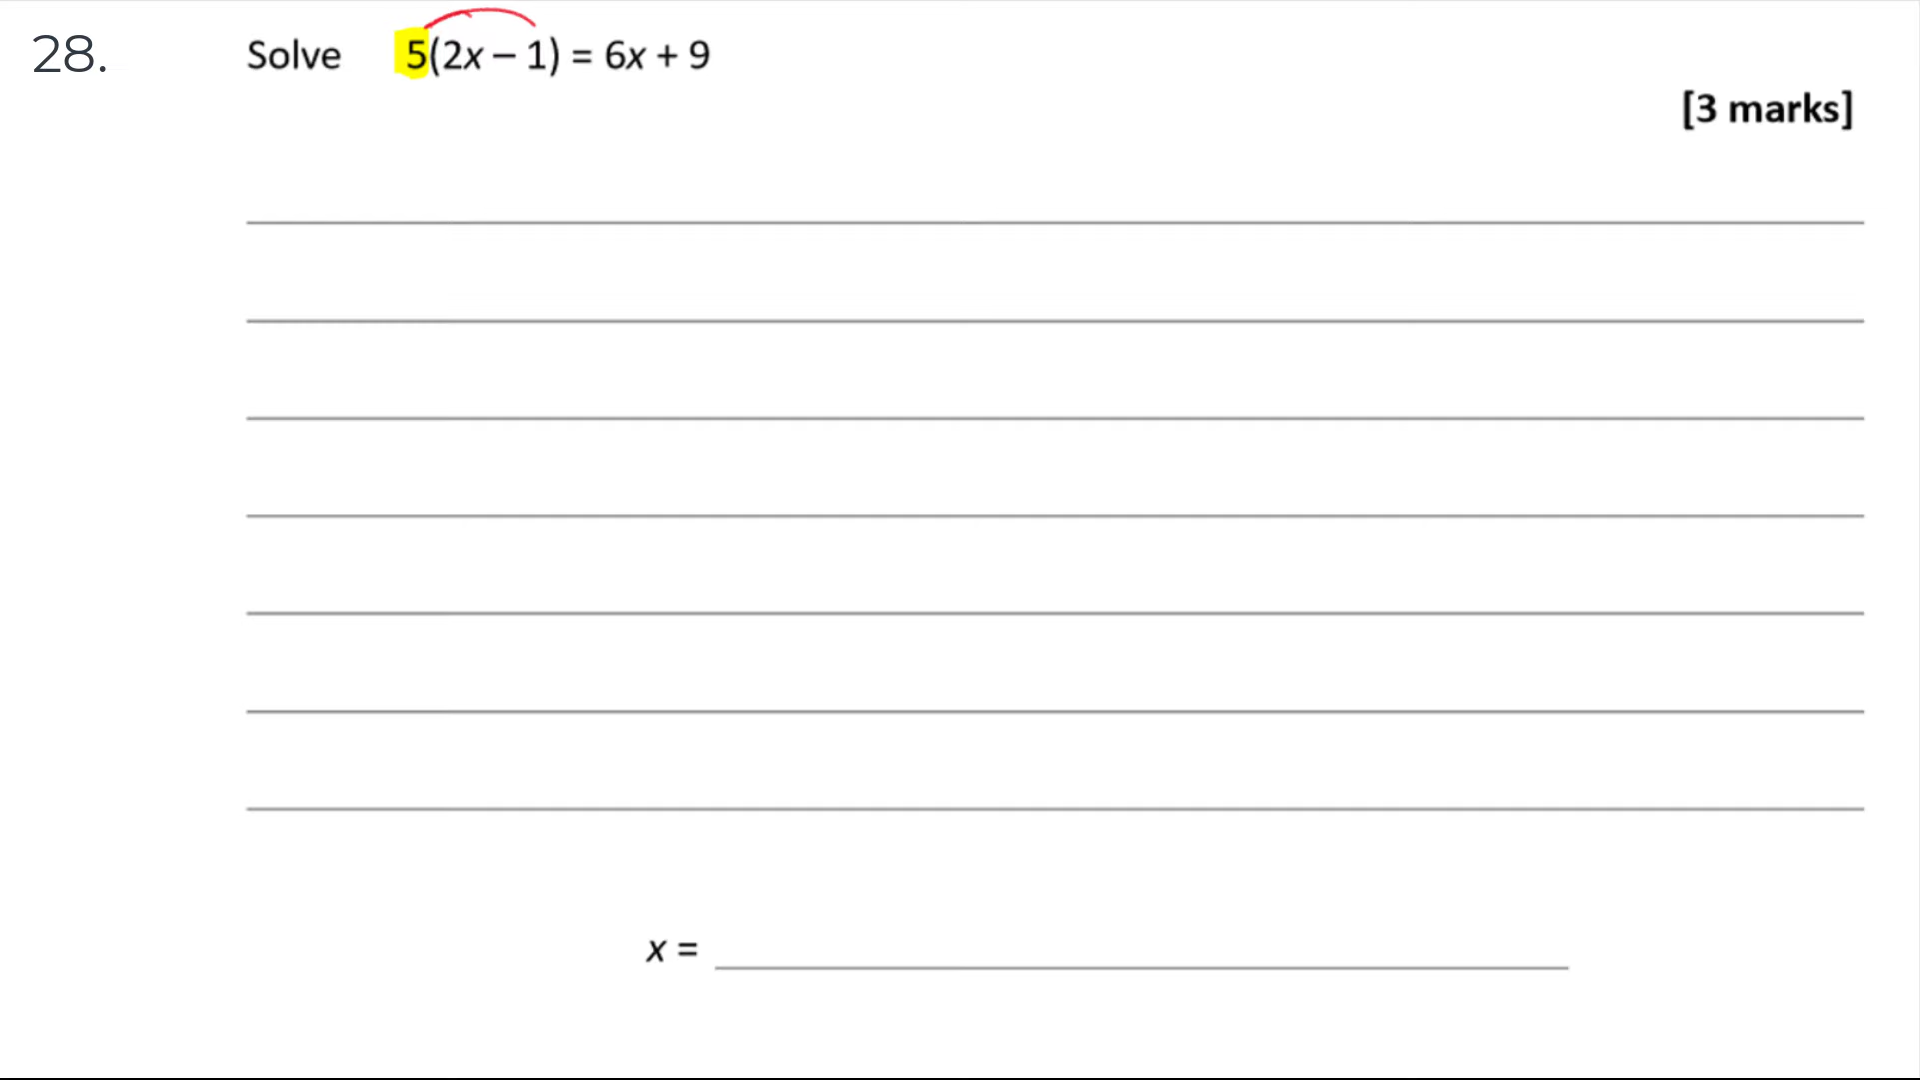 28. Solve 5(2x – 1) = 6x + 9
[3 marks]
x =